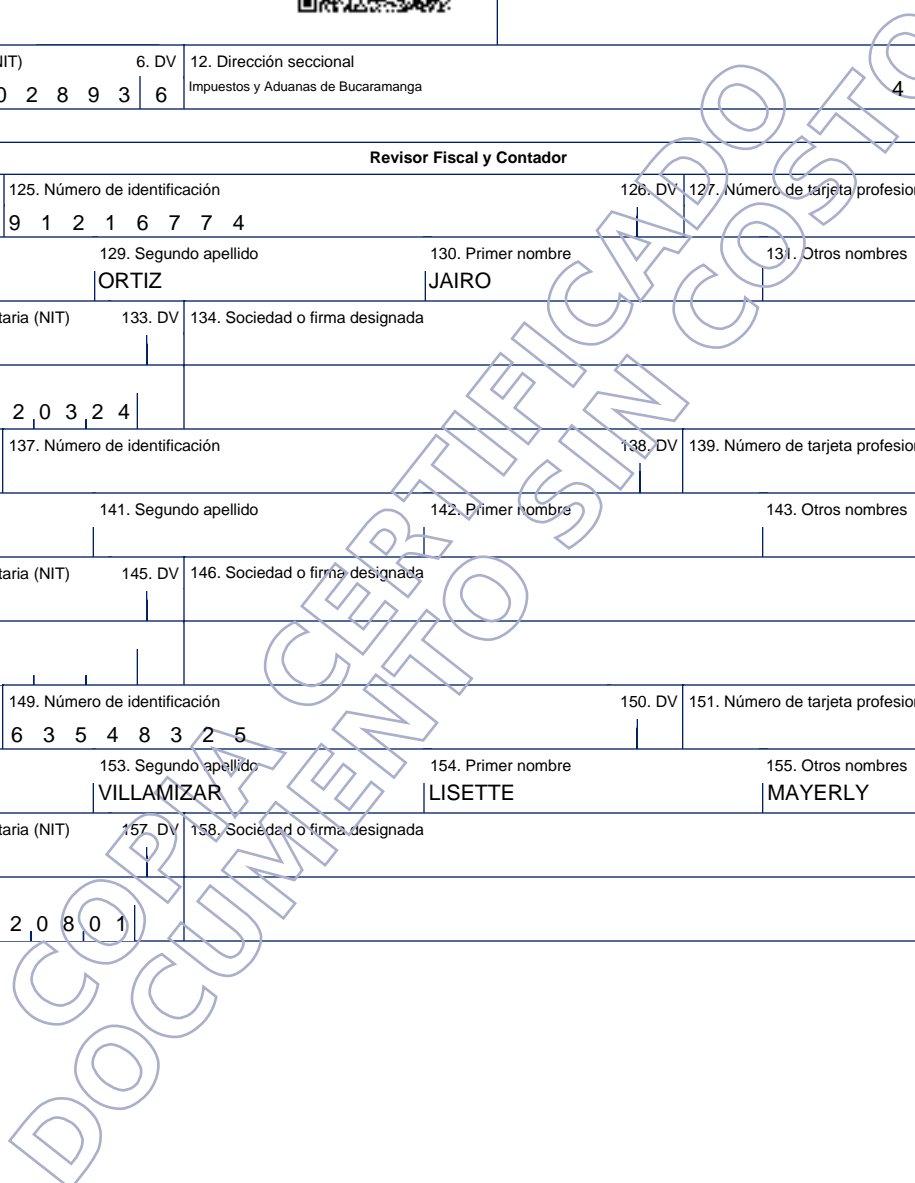 NIT) 6. DV 12. Dirección seccional
0 2 8 9 3 6 Impuestos y Aduanas de Bucaramanga 4
Revisor Fiscal y Contador
125. Número de identificación 126. DV 127. Número de tarjeta profesion
9 1 2 1 6 7 7 4
129. Segundo apellido 130. Primer nombre 131. Otros nombres
ORTIZ JAIRO
taria (NIT) 133. DV 134. Sociedad o firma designada
2 0 3 2 4
137. Número de identificación 138. DV 139. Número de tarjeta profesion
141. Segundo apellido 142. Primer nombre 143. Otros nombres
taria (NIT) 145. DV 146. Sociedad o firma designada
149. Número de identificación 150. DV 151. Número de tarjeta profesion
6 3 5 4 8 3 2 5
153. Segundo apellido 154. Primer nombre 155. Otros nombres
VILLAMIZAR LISETTE MAYERLY
taria (NIT) 157. DV 158. Sociedad o firma designada
2 0 8 0 1
COPIA CERTIFICADO
DOCUMENTO SIN COSTO